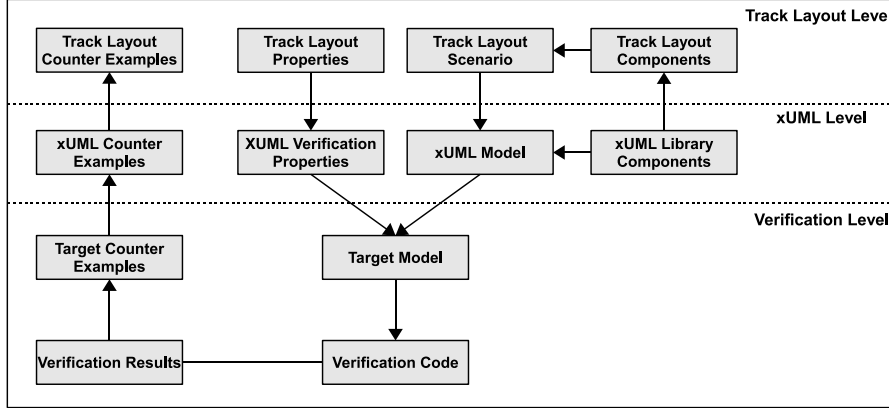 Track Layout Leve
Track Layout
Counter Examples
Track Layout
Properties
Track Layout
Scenario
Track Layout
Components
xUML Level
xUML Counter
Examples
XUML Verification
Properties
xUML Model
xUML Library
Components
Verification Level
Target Counter
Examples
Target Model
Verification Results
Verification Code